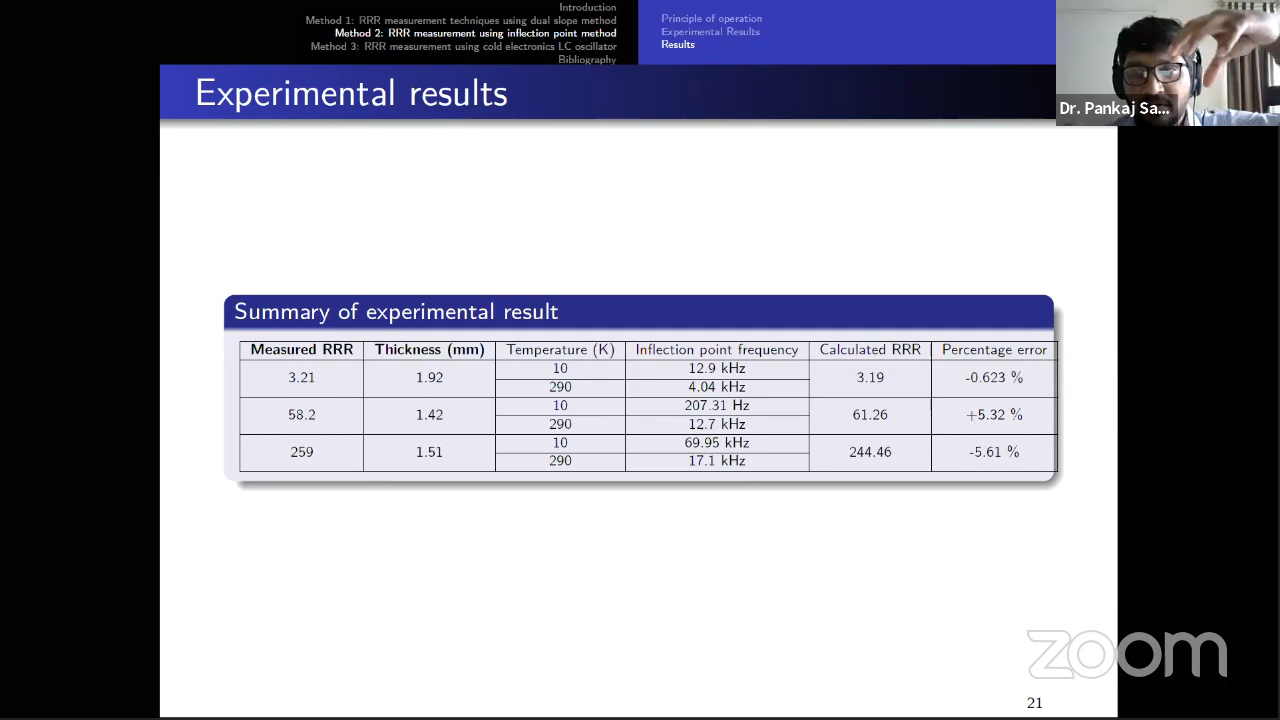 Introduction
Method 1: RRR measurement techniques using dual slope method
Method 2: RRR measurement using inflection point method
Method 3: RRR measurement using cold electronics LC oscillator
Bibliography
Principle of operation
Experimental Results
Results
Dr. Pankaj Sa...
Experimental results
Summary of experimental result
Measured RRR Thickness (mm) Temperature (K) Inflection point frequency Calculated RRR Percentage error
3.21 1.92 10 12.9 kHz 3.19 -0.623 %
290 4.04 kHz
58.2 1.42 10 207.31 Hz 61.26 +5.32 %
290 12.7 kHz
259 1.51 10 69.95 kHz 244.46 -5.61 %
290 17.1 kHz
zoom
21